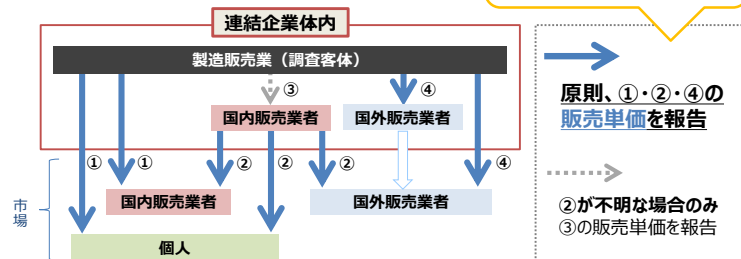 連結企業体内
製造販売業（調査客体）
③
④
国内販売業者
国外販売業者
①
①
②
②
②
④
市場
国内販売業者
国外販売業者
個人
原則、①・②・④の
販売単価を報告
②が不明な場合のみ
③の販売単価を報告